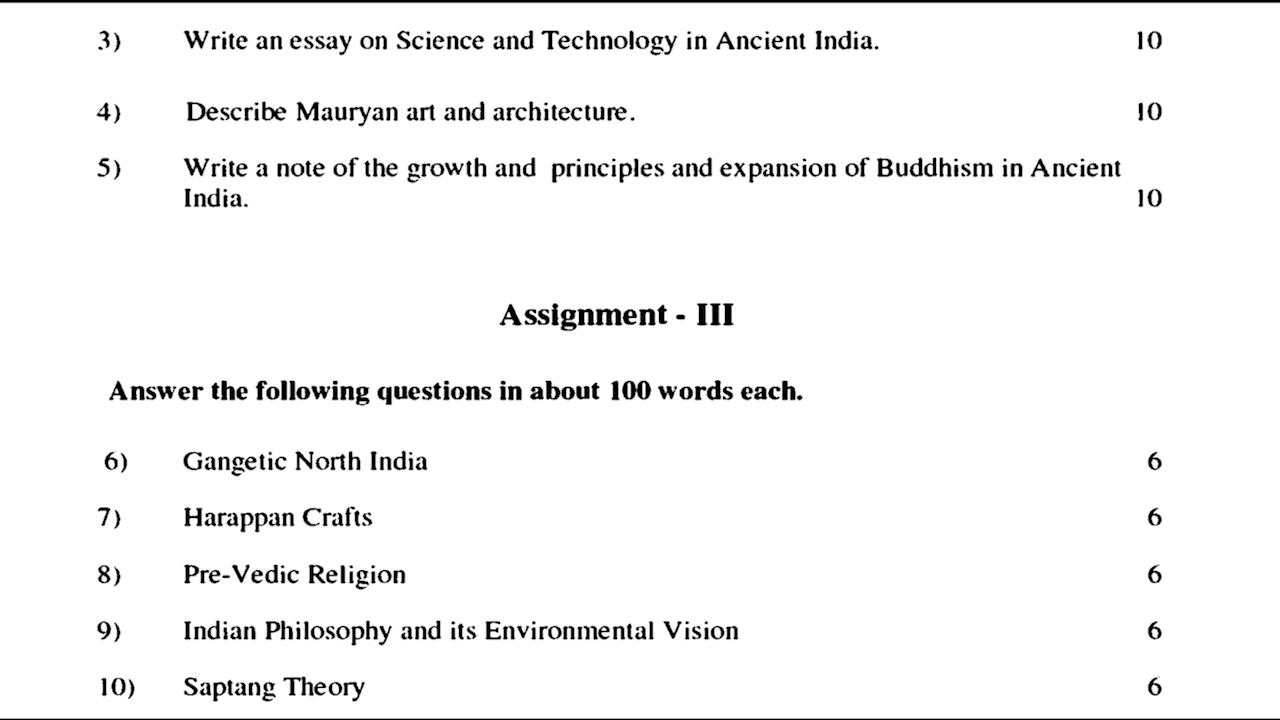 3) Write an essay on Science and Technology in Ancient India. 10
4) Describe Mauryan art and architecture. 10
5) Write a note of the growth and principles and expansion of Buddhism in Ancient
India. 10
Assignment - III
Answer the following questions in about 100 words each.
6) Gangetic North India 6
7) Harappan Crafts 6
8) Pre-Vedic Religion 6
9) Indian Philosophy and its Environmental Vision 6
10) Saptang Theory 6